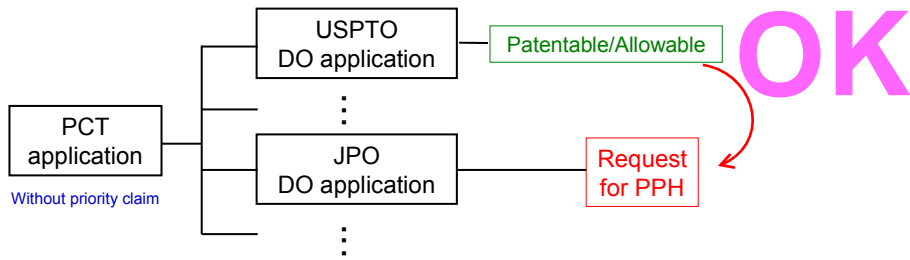 USPTO
DO application
Patentable/Allowable
OK
PCT
application
Without priority claim
JPO
DO application
Request
for PPH